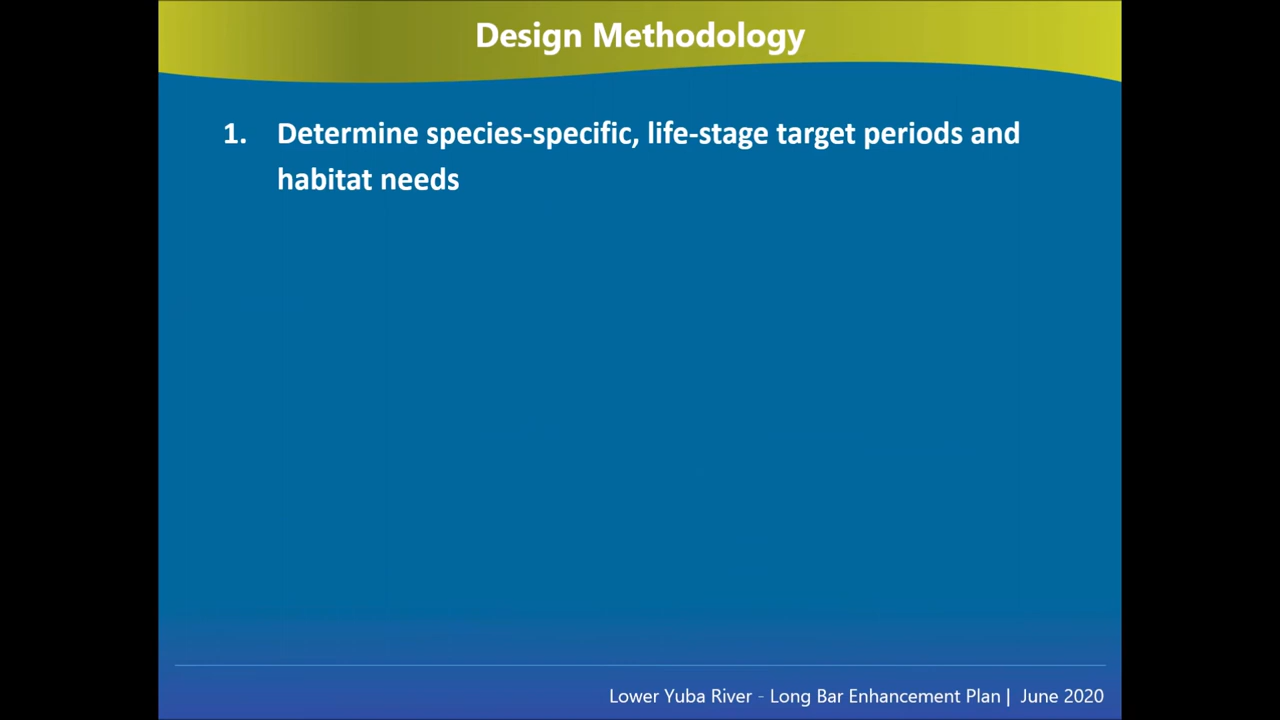 Design Methodology
1. Determine species-specific, life-stage target periods and
habitat needs
Lower Yuba River - Long Bar Enhancement Plan | June 2020